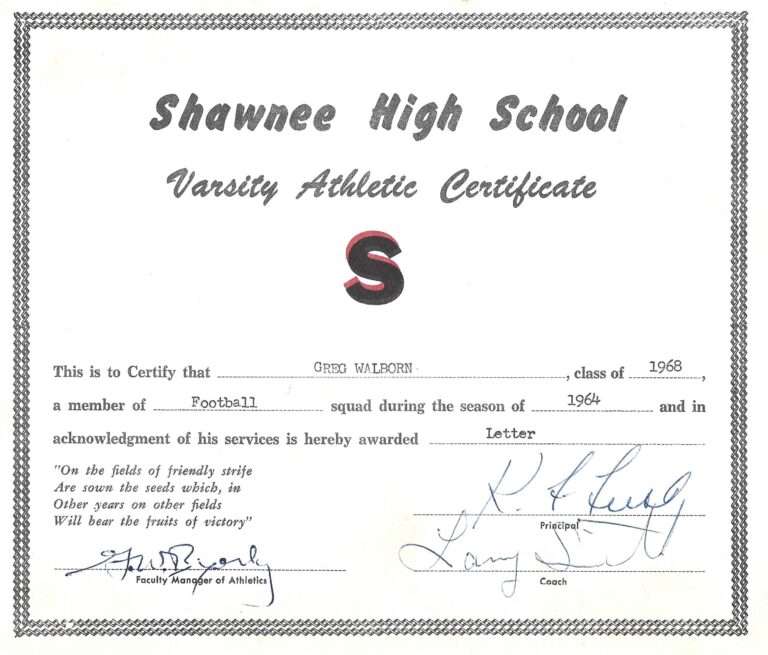 Shawnee High School
Varsity Athletic Certificate
S
This is to Certify that GREG WALBORN, class of 1968,
a member of Football squad during the season of 1964 and in
acknowledgment of his services is hereby awarded Letter
"On the fields of friendly strife
Are sown the seeds which, in
Other years on other fields
Will bear the fruits of victory"
K. F.
Principal
Larry
Coach
Faculty Manager of Athletics